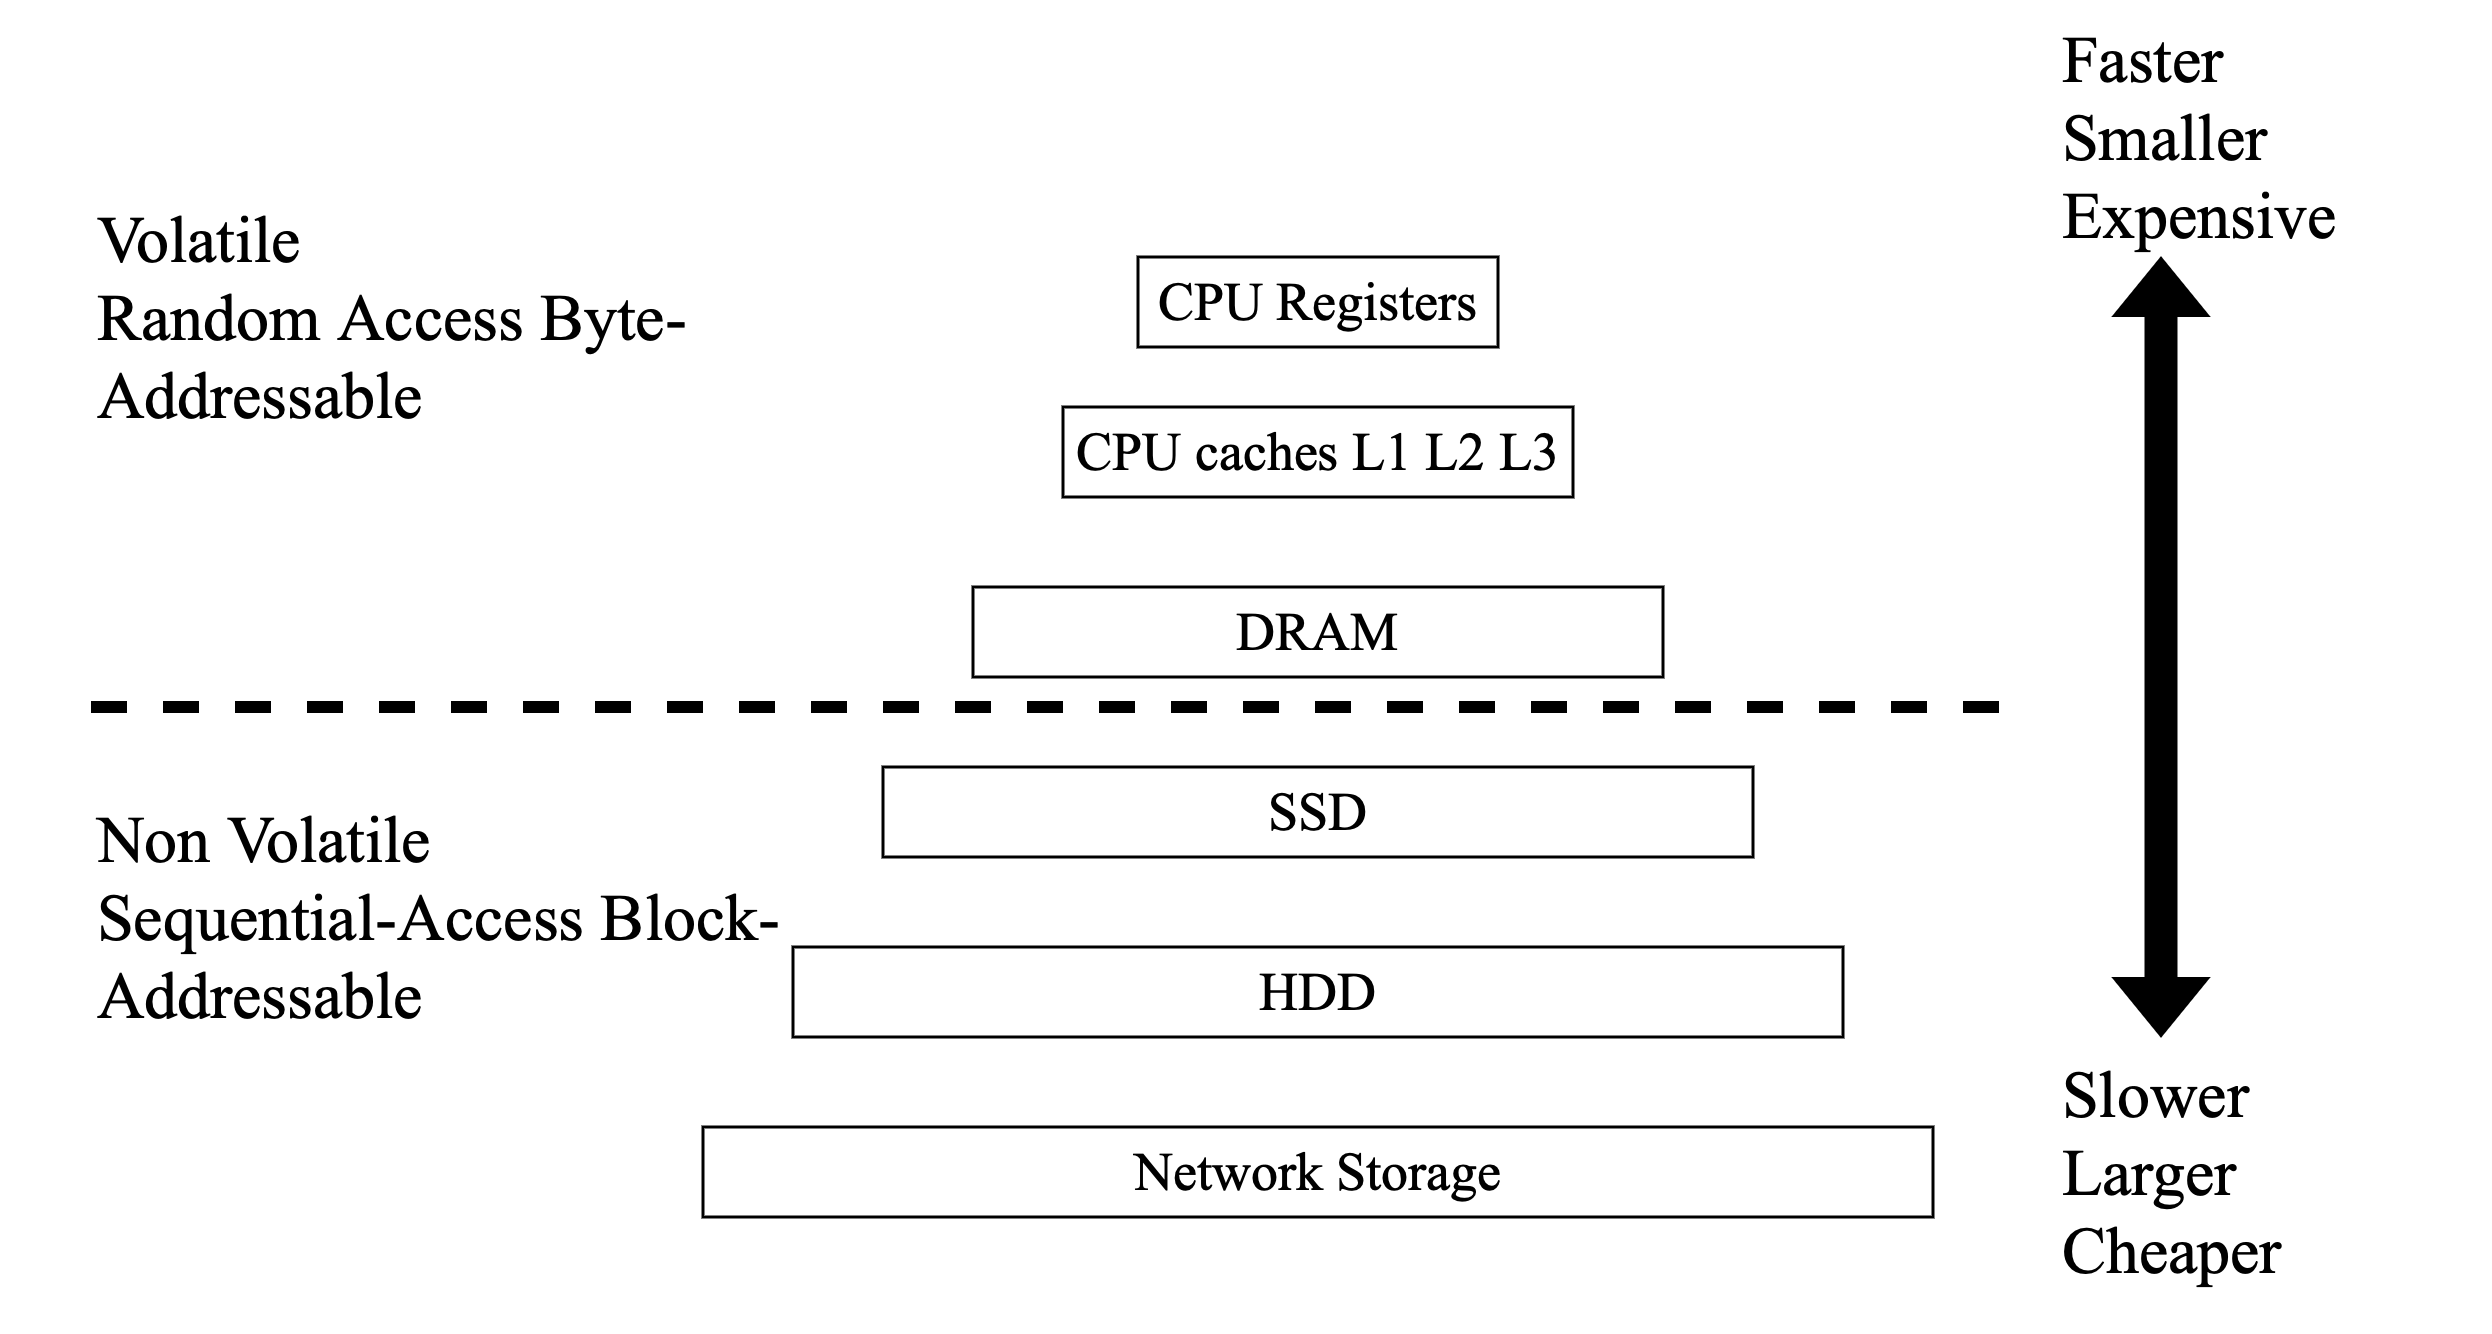 Faster
Smaller
Expensive
Volatile
Random Access Byte-
Addressable
CPU Registers
CPU caches L1 L2 L3
DRAM
SSD
Non Volatile
Sequential-Access Block-
Addressable
HDD
Network Storage
Slower
Larger
Cheaper